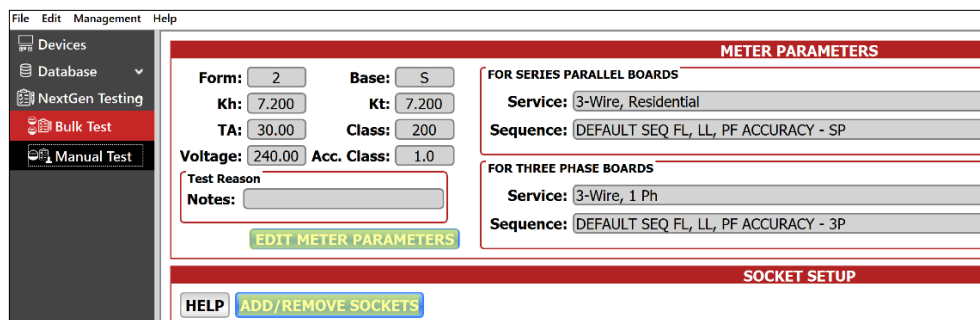 File Edit Management Help
Devices
Database
NextGen Testing
Bulk Test
Manual Test
METER PARAMETERS
Form: 2 Base: S
Kh: 7.200 Kt: 7.200
TA: 30.00 Class: 200
Voltage: 240.00 Acc. Class: 1.0
Test Reason
Notes:
EDIT METER PARAMETERS
FOR SERIES PARALLEL BOARDS
Service: 3-Wire, Residential
Sequence: DEFAULT SEQ FL, LL, PF ACCURACY - SP
FOR THREE PHASE BOARDS
Service: 3-Wire, 1 Ph
Sequence: DEFAULT SEQ FL, LL, PF ACCURACY - 3P
SOCKET SETUP
HELP ADD/REMOVE SOCKETS